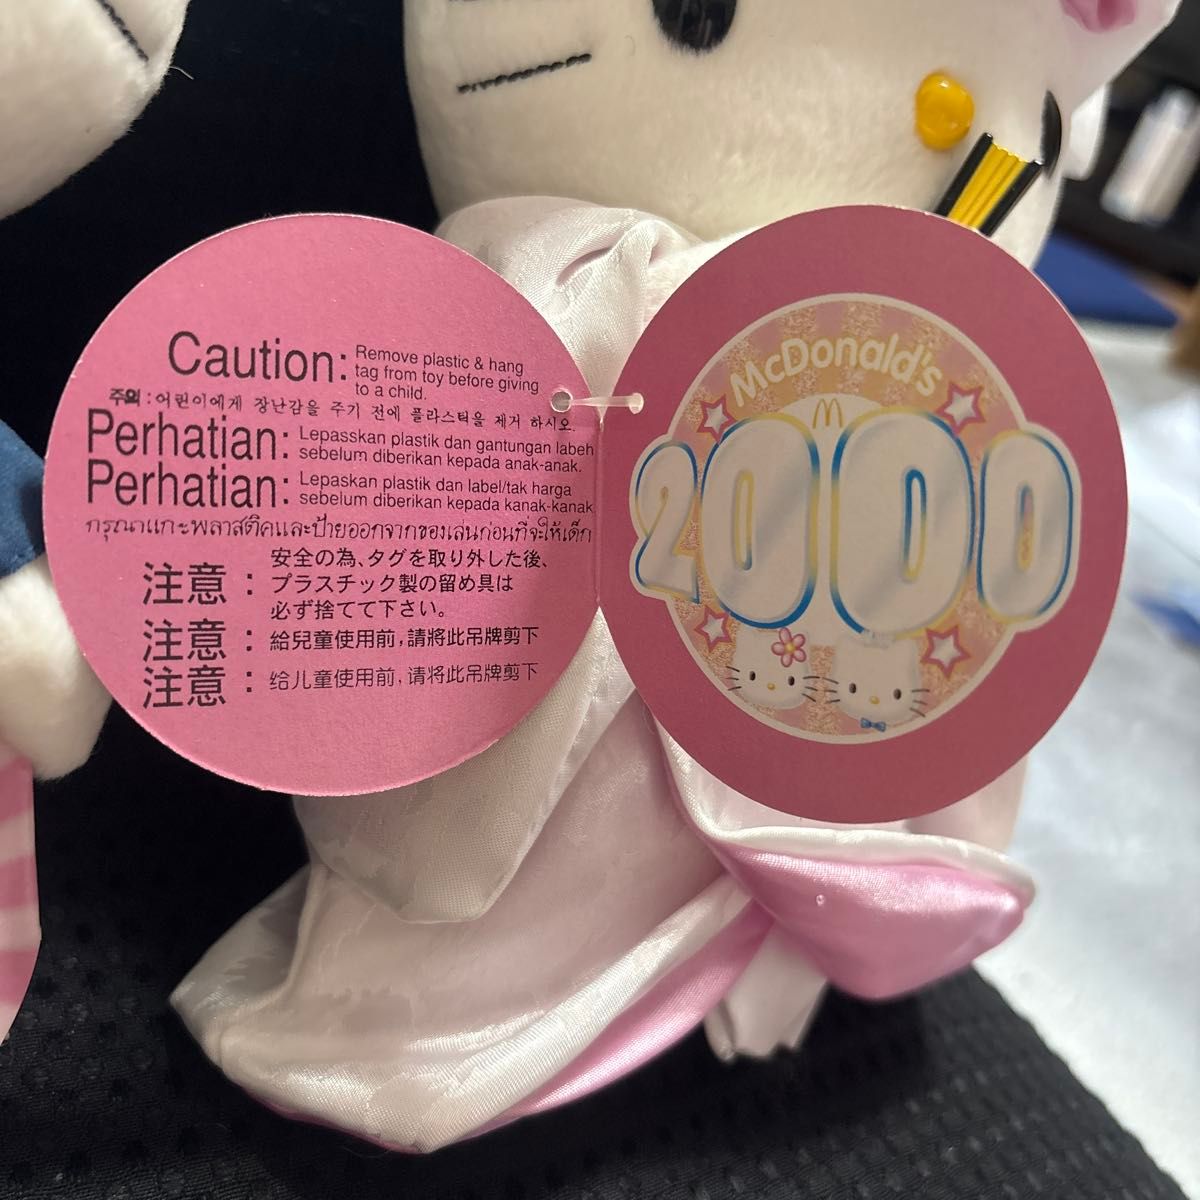 Caution: Remove plastic & hang
tag from toy before giving
to a child.
주의 : 어린이에게 장난감을 주기 전에 플라스틱을 제거 하시오.
Perhatian: Lepasskan plastik dan gantungan labeh
sebelum diberikan kepada anak-anak.
Perhatian: Lepaskan plastik dan label/tak harga
sebelum diberikan kepada kanak-kanak
กรุณาแกะพลาสติคและป้ายออกจากของเล่นก่อนที่จะให้เด็ก
注意 : 安全の為、タグを取り外した後、
プラスチック製の留め具は
必ず捨てて下さい。
注意 : 給兒童使用前,請將此吊牌剪下
注意 : 给儿童使用前,请将此吊牌剪下
McDonald's
2000